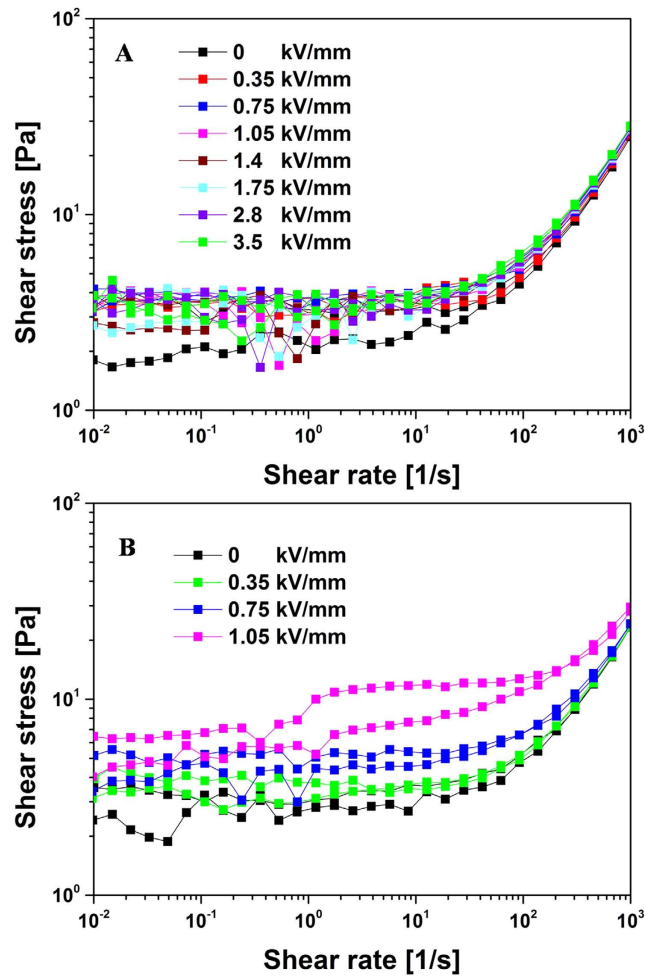 10²
A
0 kV/mm
0.35 kV/mm
0.75 kV/mm
1.05 kV/mm
1.4 kV/mm
1.75 kV/mm
2.8 kV/mm
3.5 kV/mm
Shear stress [Pa]
10¹
10⁰
10⁻² 10⁻¹ 10⁰ 10¹ 10² 10³
Shear rate [1/s]
10²
B
0 kV/mm
0.35 kV/mm
0.75 kV/mm
1.05 kV/mm
Shear stress [Pa]
10¹
10⁰
10⁻² 10⁻¹ 10⁰ 10¹ 10² 10³
Shear rate [1/s]